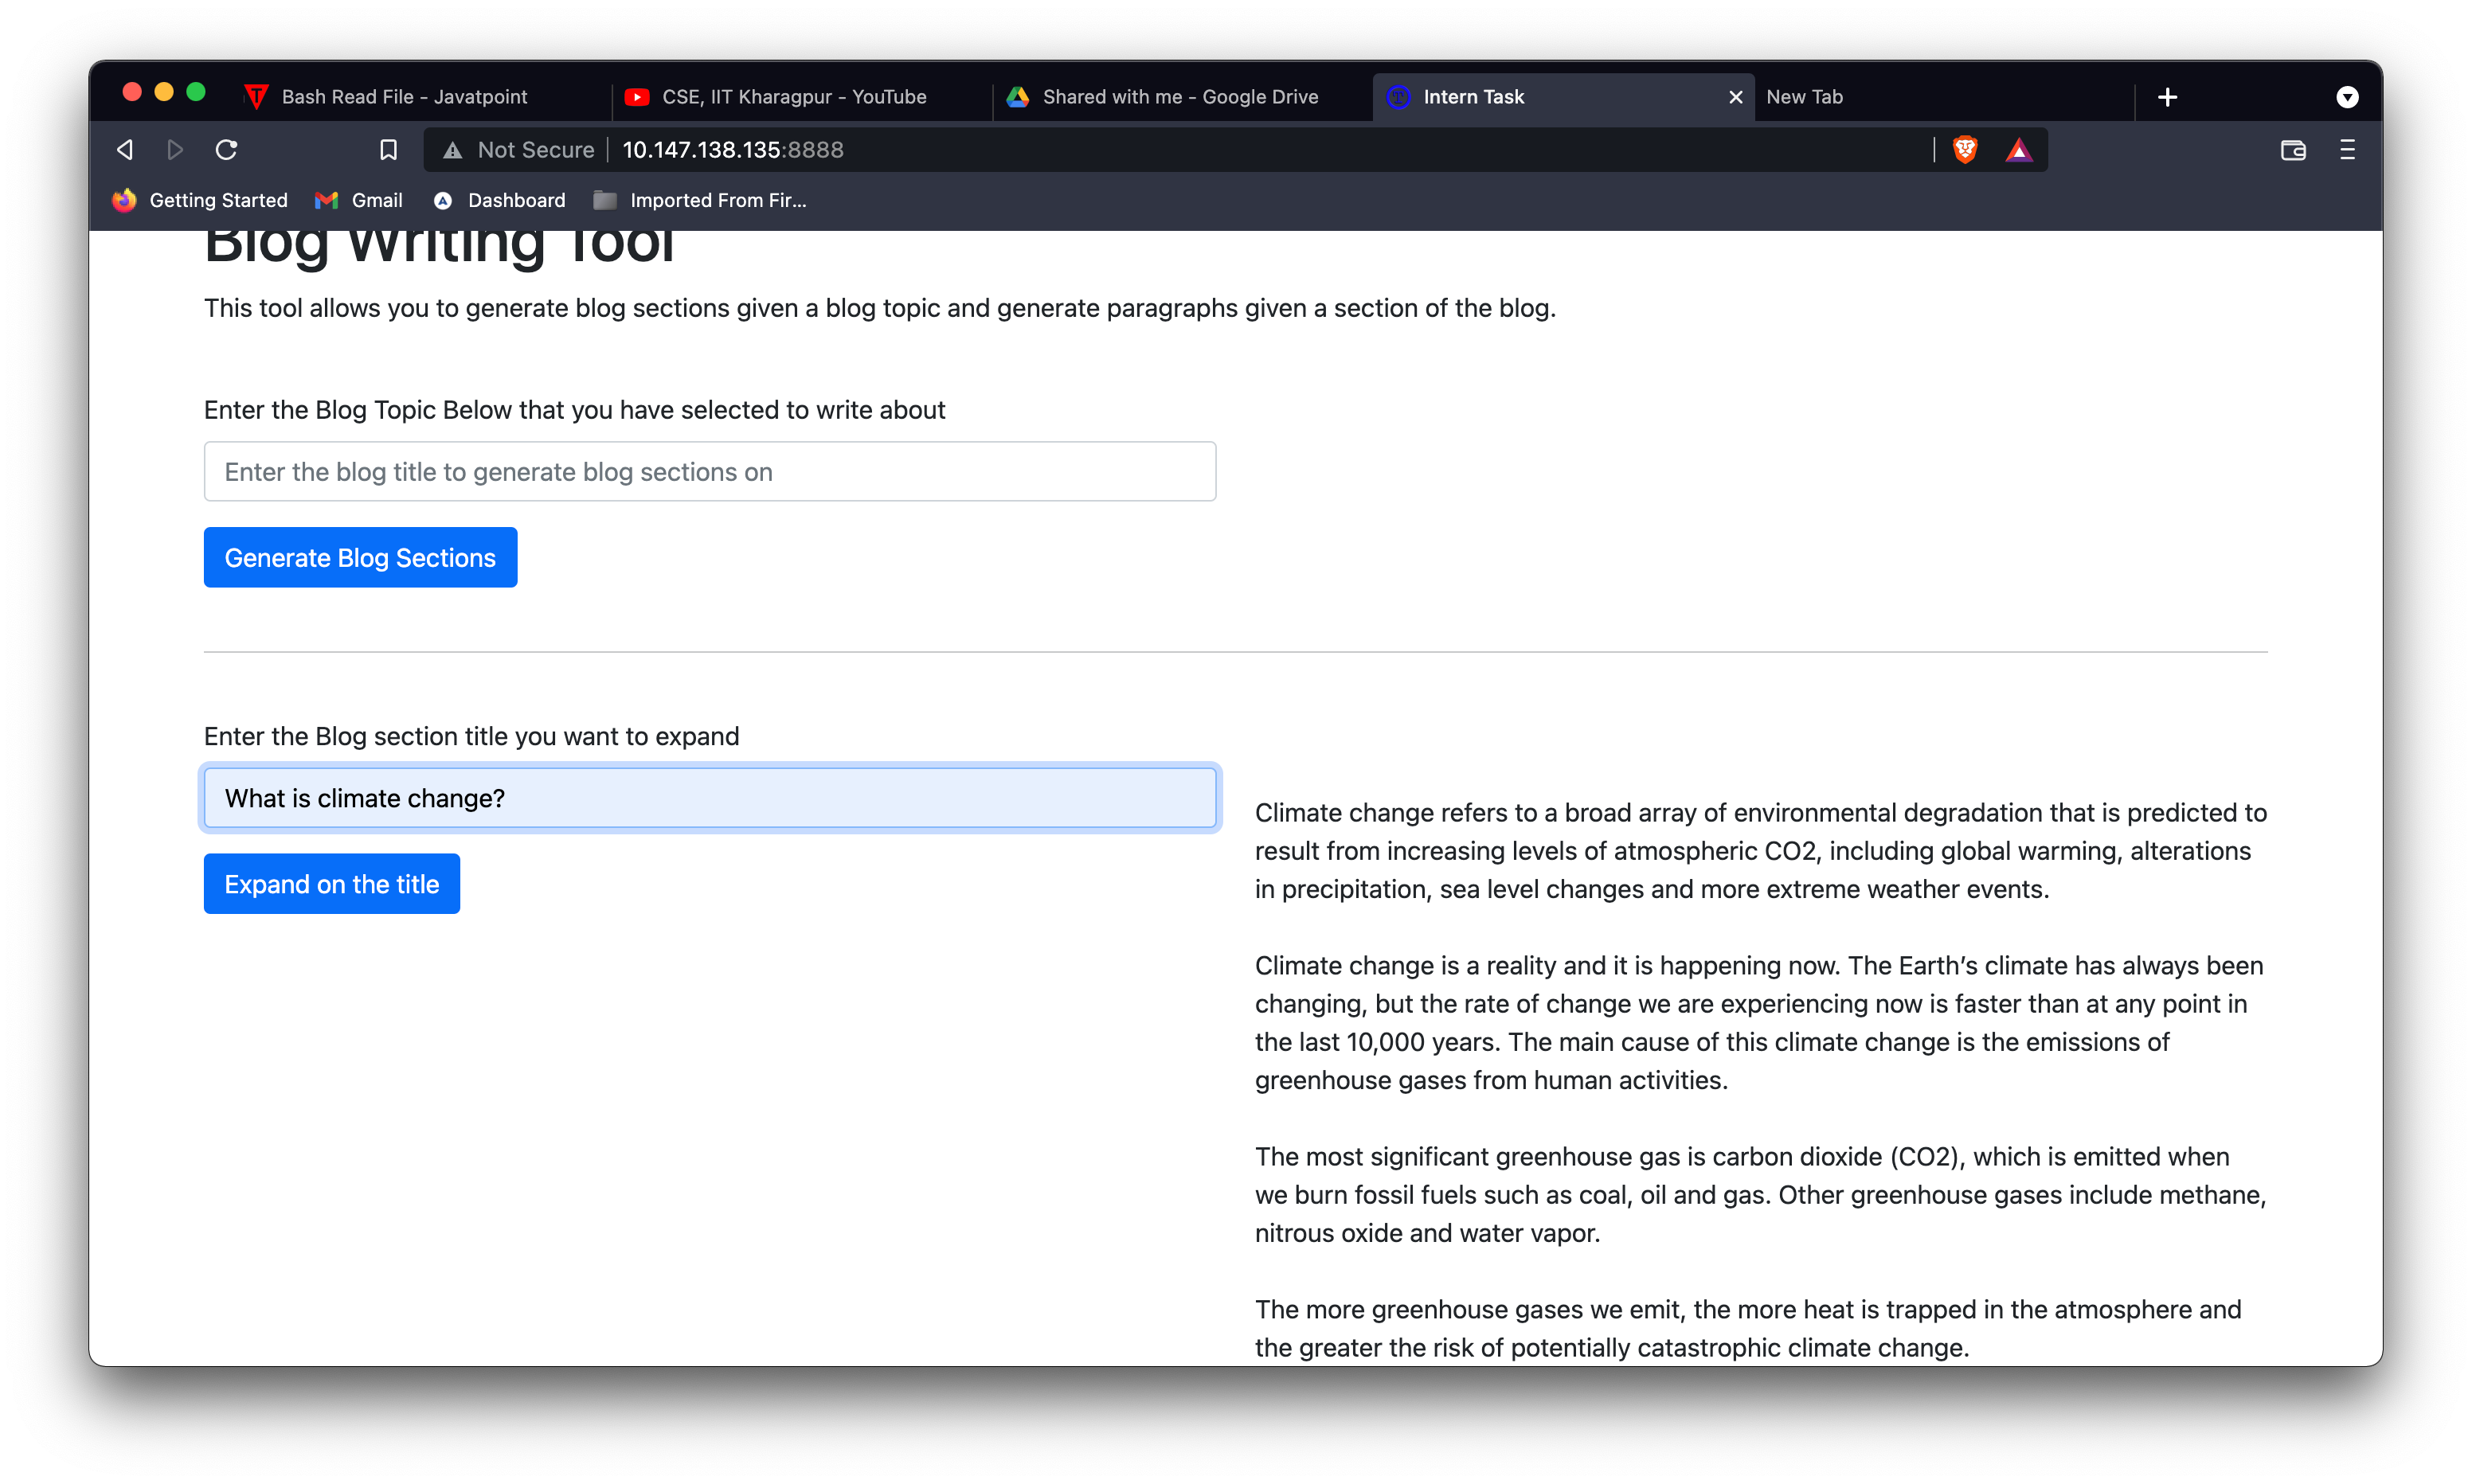 Bash Read File - Javatpoint
CSE, IIT Kharagpur - YouTube
Shared with me - Google Drive
Intern Task
New Tab
Not Secure
10.147.138.135:8888
Getting Started
Gmail
Dashboard
Imported From Fir...
Blog Writing Tool
This tool allows you to generate blog sections given a blog topic and generate paragraphs given a section of the blog.
Enter the Blog Topic Below that you have selected to write about
Enter the blog title to generate blog sections on
Generate Blog Sections
Enter the Blog section title you want to expand
What is climate change?
Expand on the title
Climate change refers to a broad array of environmental degradation that is predicted to
result from increasing levels of atmospheric CO2, including global warming, alterations
in precipitation, sea level changes and more extreme weather events.
Climate change is a reality and it is happening now. The Earth's climate has always been
changing, but the rate of change we are experiencing now is faster than at any point in
the last 10,000 years. The main cause of this climate change is the emissions of
greenhouse gases from human activities.
The most significant greenhouse gas is carbon dioxide (CO2), which is emitted when
we burn fossil fuels such as coal, oil and gas. Other greenhouse gases include methane,
nitrous oxide and water vapor.
The more greenhouse gases we emit, the more heat is trapped in the atmosphere and
the greater the risk of potentially catastrophic climate change.